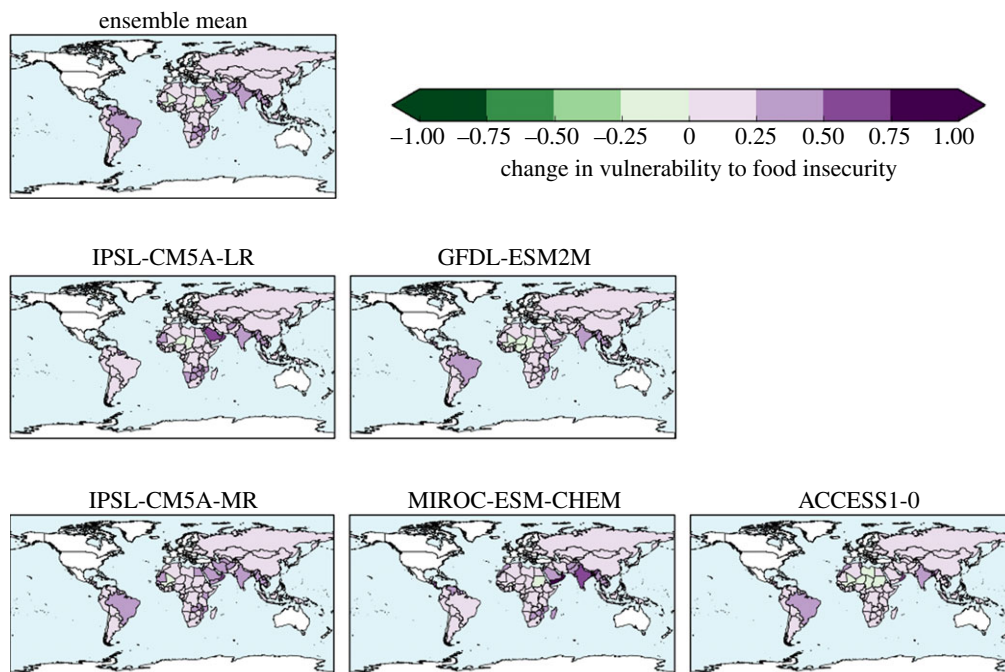 ensemble mean
–1.00 –0.75 –0.50 –0.25 0 0.25 0.50 0.75 1.00
change in vulnerability to food insecurity
IPSL-CM5A-LR GFDL-ESM2M
IPSL-CM5A-MR MIROC-ESM-CHEM ACCESS1-0